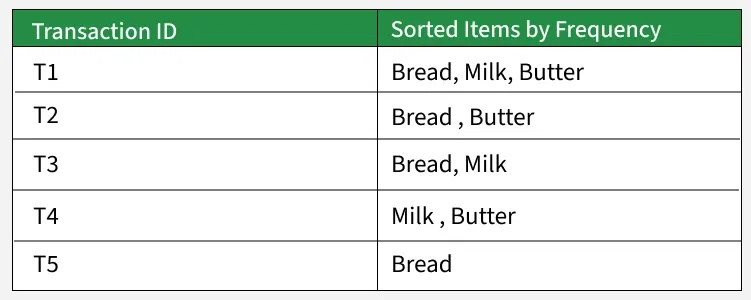 Transaction ID Sorted Items by Frequency
T1 Bread, Milk, Butter
T2 Bread , Butter
T3 Bread, Milk
T4 Milk , Butter
T5 Bread